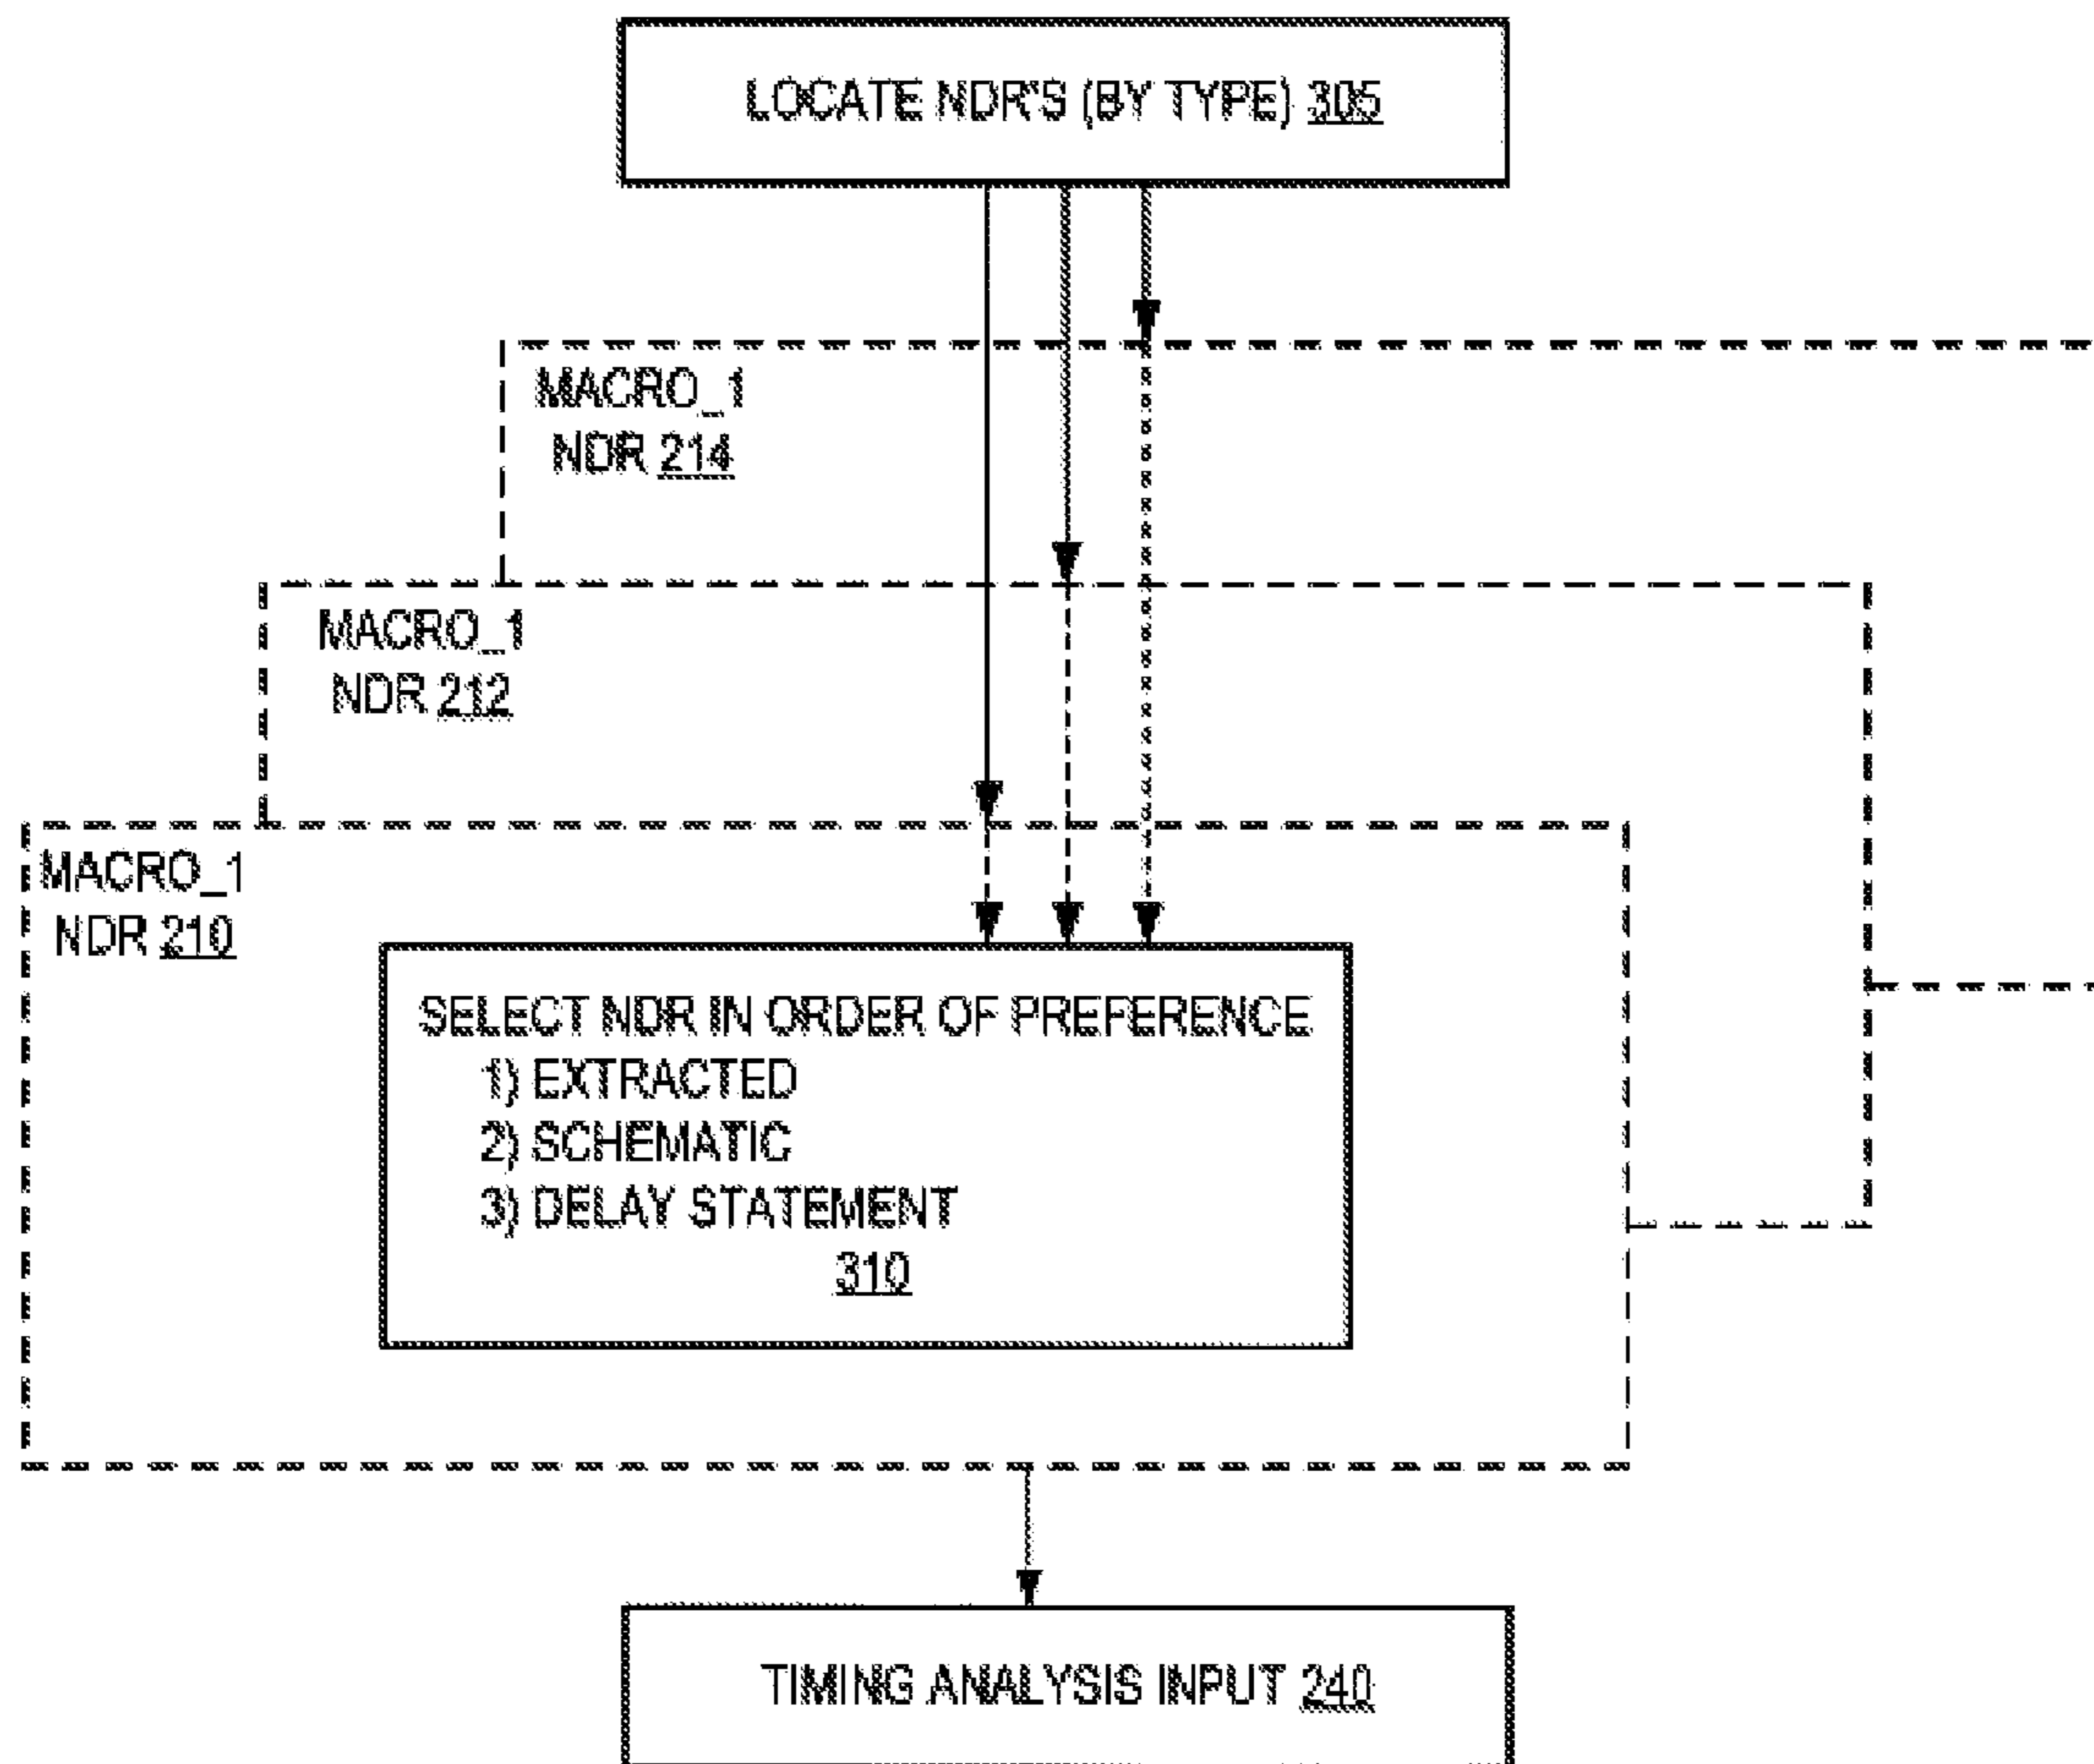 LOCATE NDR'S (BY TYPE) 305
MACRO_1
NDR 214
MACRO_1
NDR 212
MACRO_1
NDR 210
SELECT NDR IN ORDER OF PREFERENCE
1) EXTRACTED
2) SCHEMATIC
3) DELAY STATEMENT
310
TIMING ANALYSIS INPUT 240